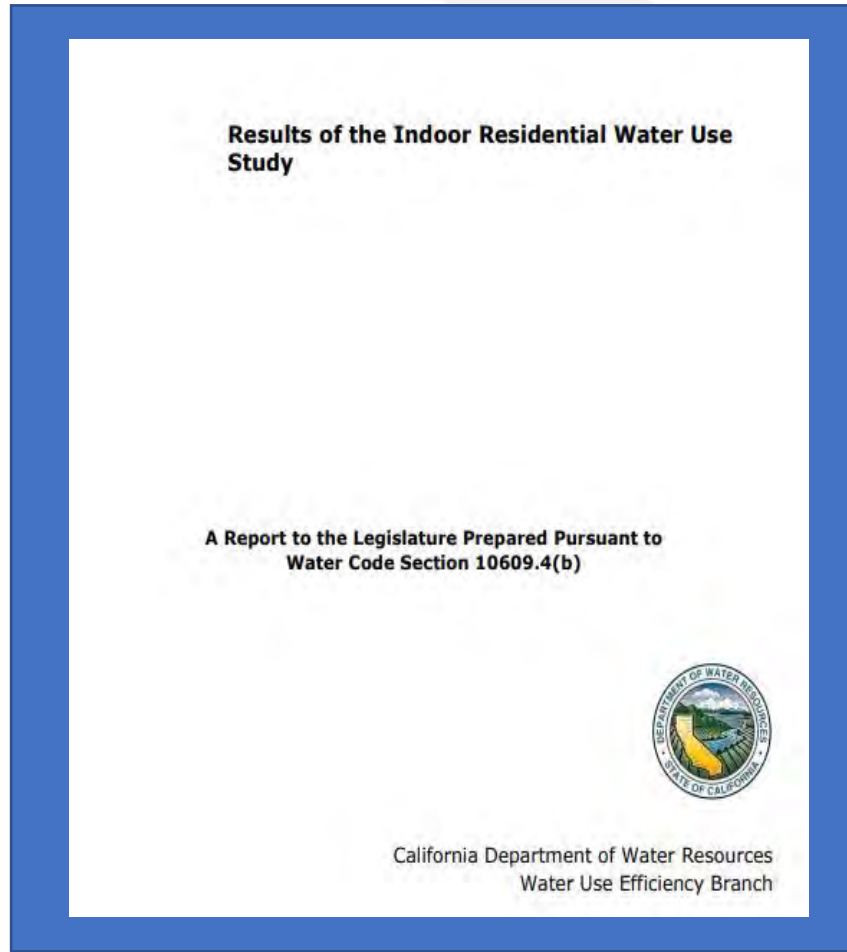 Results of the Indoor Residential Water Use
Study
A Report to the Legislature Prepared Pursuant to
Water Code Section 10609.4(b)
DEPARTMENT OF WATER RESOURCES
STATE OF CALIFORNIA
California Department of Water Resources
Water Use Efficiency Branch